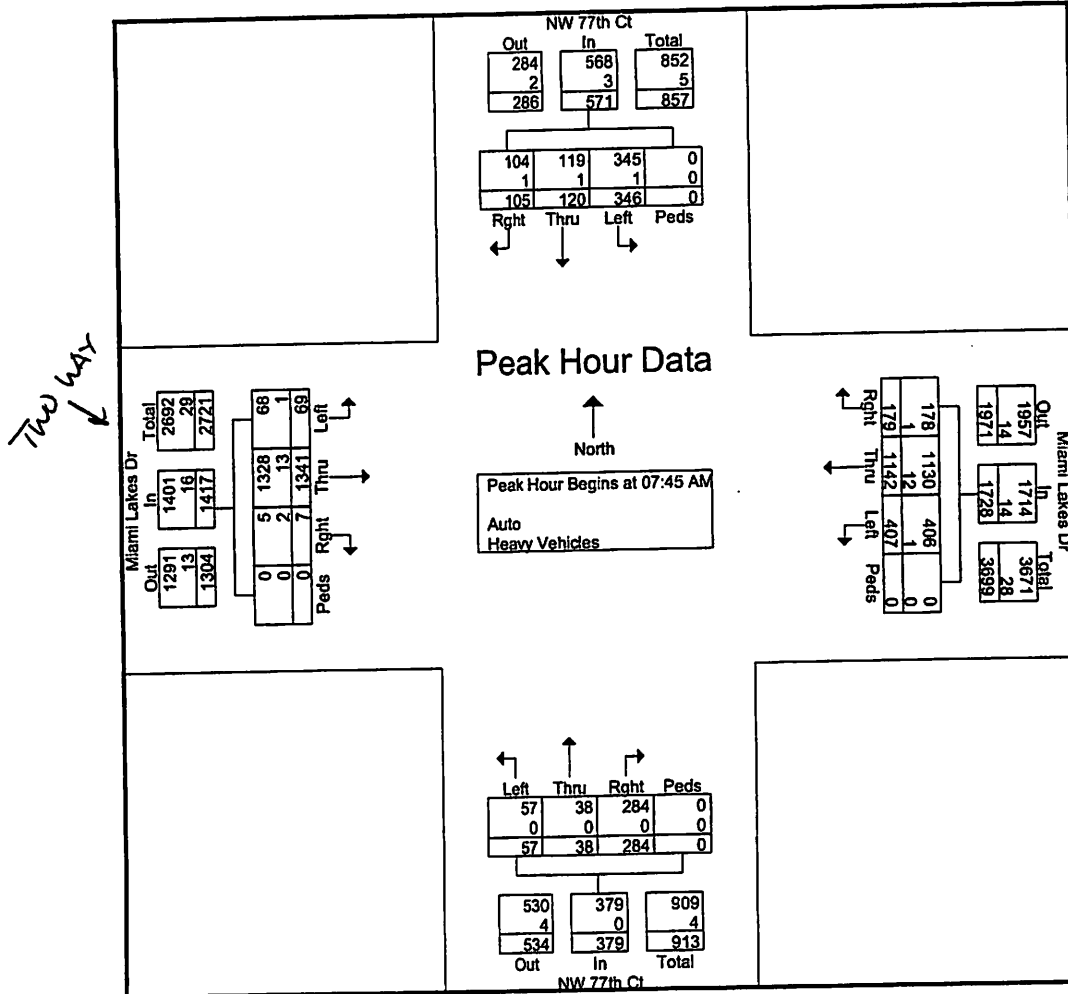 NW 77th Ct
Out In Total
284 568 852
2 3 5
286 571 857
104 119 345 0
1 1 1 0
105 120 346 0
Rght Thru Left Peds
TWO WAY
Peak Hour Data
North
Peak Hour Begins at 07:45 AM
Auto
Heavy Vehicles
Miami Lakes Dr
Out In Total
1291 1401 2692
13 16 29
1304 1417 2721
68 1328 5 0
1 13 2 0
69 1341 7 0
Left Thru Rght Peds
Miami Lakes Dr
Out In Total
1957 1714 3671
14 14 28
1971 1728 3699
178 1130 406 0
1 12 1 0
179 1142 407 0
Rght Thru Left Peds
Left Thru Rght Peds
57 38 284 0
0 0 0 0
57 38 284 0
530 379 909
4 0 4
534 379 913
Out In Total
NW 77th Ct